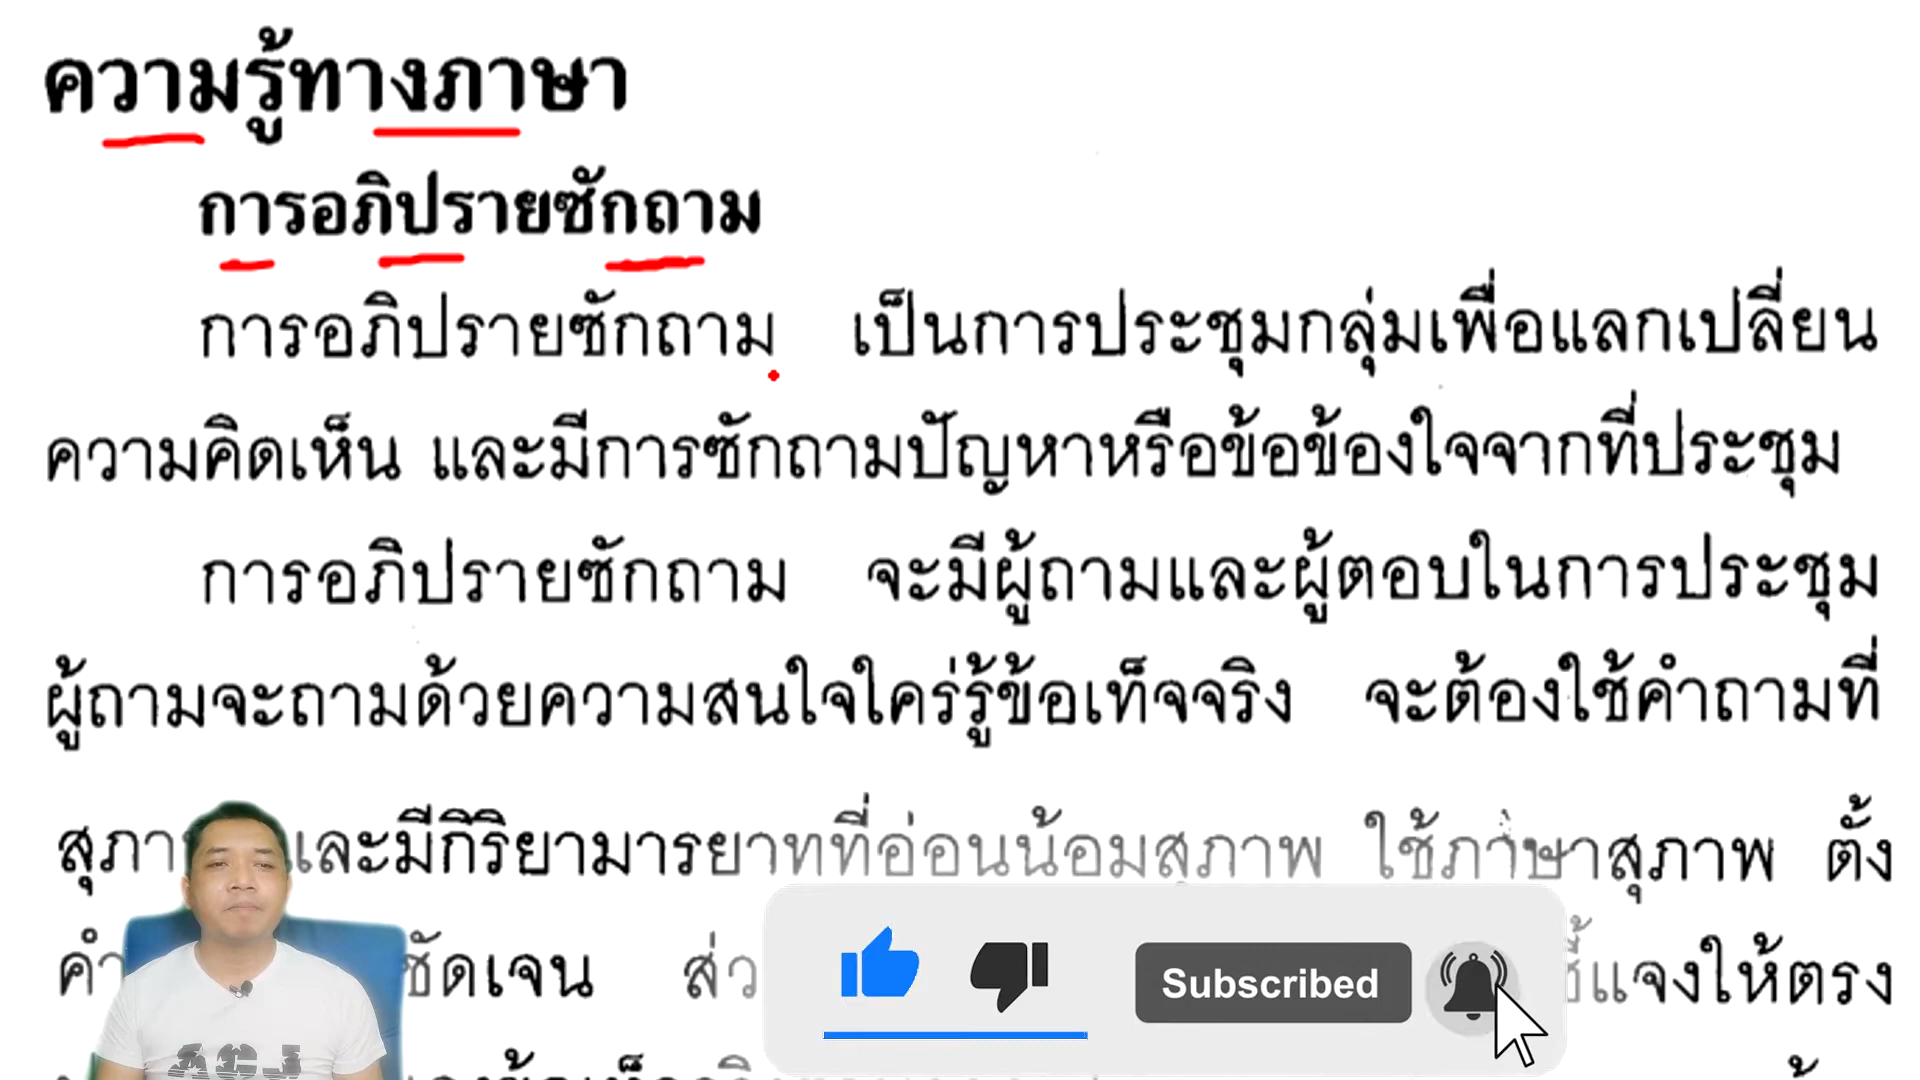 ความรู้ทางภาษา
การอภิปรายซักถาม
การอภิปรายซักถาม เป็นการประชุมกลุ่มเพื่อแลกเปลี่ยน
ความคิดเห็น และมีการซักถามปัญหาหรือข้อข้องใจจากที่ประชุม
การอภิปรายซักถาม จะมีผู้ถามและผู้ตอบในการประชุม
ผู้ถามจะถามด้วยความสนใจใคร่รู้ข้อเท็จจริง จะต้องใช้คำถามที่
และมีกิริยามารยาทที่อ่อนน้อมสุภาพ ใช้ภาษาสุภาพ ตั้ง
ชัดเจน ชี้แจงให้ตรง
Subscribed